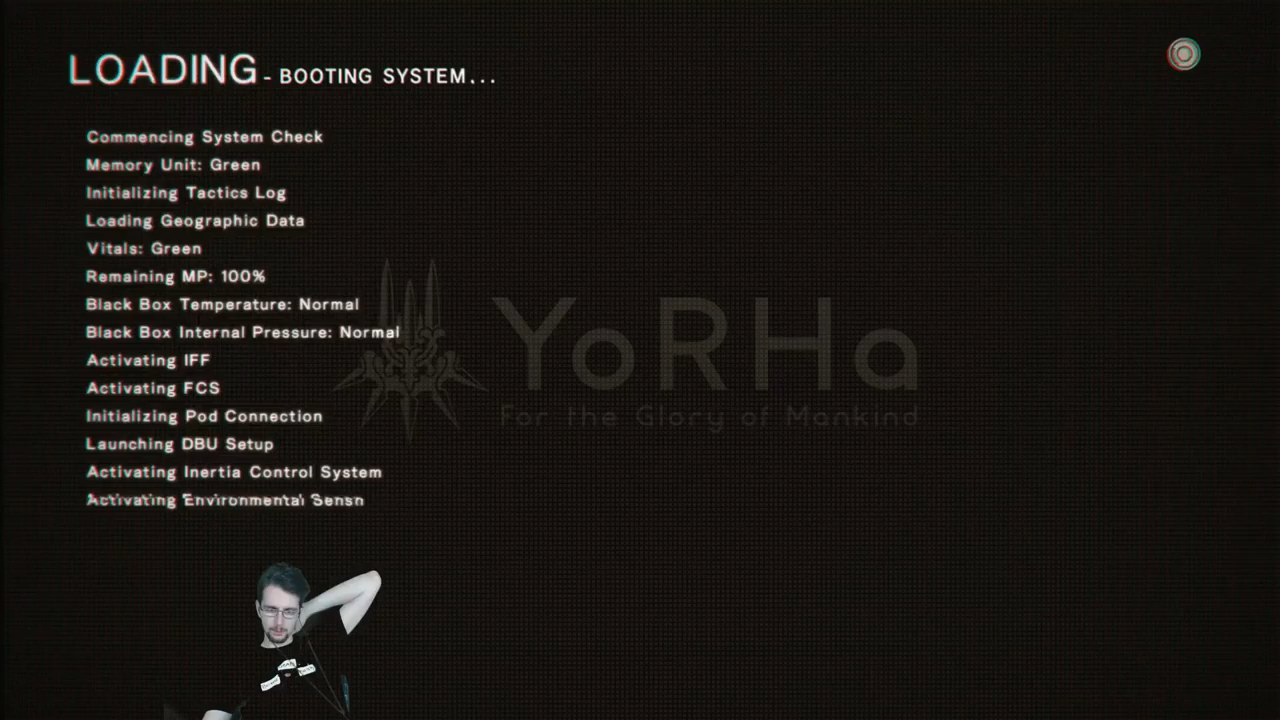 LOADING - BOOTING SYSTEM...
Commencing System Check
Memory Unit: Green
Initializing Tactics Log
Loading Geographic Data
Vitals: Green
Remaining MP: 100%
Black Box Temperature: Normal
Black Box Internal Pressure: Normal
Activating IFF
Activating FCS
Initializing Pod Connection
Launching DBU Setup
Activating Inertia Control System
Activating Environmental Sensn
YoRHa
For the Glory of Mankind